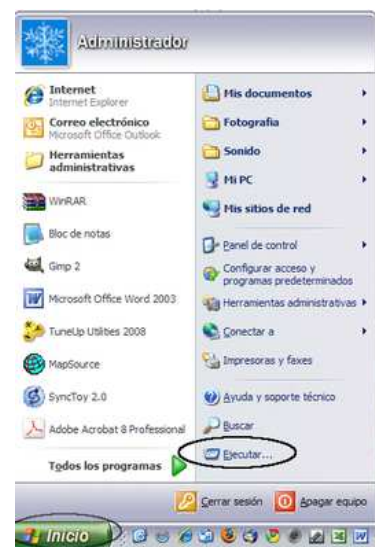 Administrador
Internet
Internet Explorer
Correo electrónico
Microsoft Office Outlook
Herramientas
administrativas
WinRAR
Bloc de notas
Gimp 2
Microsoft Office Word 2003
TuneUp Utilities 2008
MapSource
SyncToy 2.0
Adobe Acrobat 8 Professional
Todos los programas
Mis documentos
Fotografia
Sonido
Mi PC
Mis sitios de red
Panel de control
Configurar acceso y
programas predeterminados
Herramientas administrativas
Conectar a
Impresoras y faxes
Ayuda y soporte técnico
Buscar
Ejecutar...
Cerrar sesión
Apagar equipo
Inicio